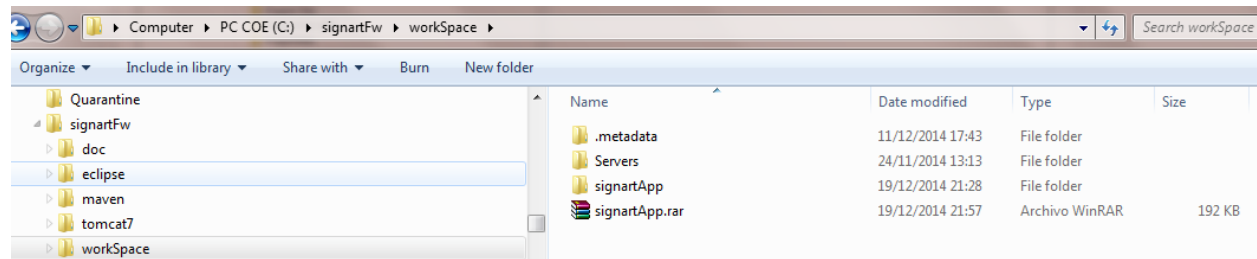 Computer PC COE (C:) signartFw workSpace Search workSpace
Organize Include in library Share with Burn New folder
Quarantine
signartFw
doc
eclipse
maven
tomcat7
workSpace
Name Date modified Type Size
.metadata 11/12/2014 17:43 File folder
Servers 24/11/2014 13:13 File folder
signartApp 19/12/2014 21:28 File folder
signartApp.rar 19/12/2014 21:57 Archivo WinRAR 192 KB